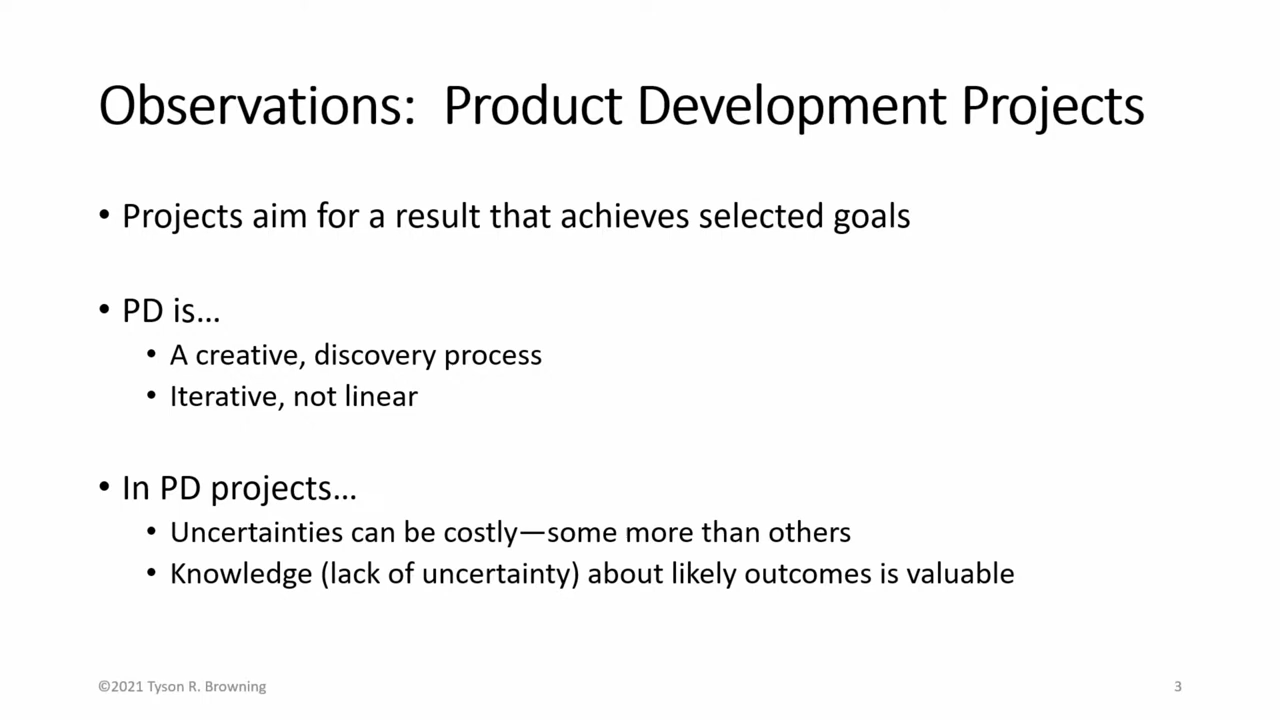 Observations:  Product Development Projects
• Projects aim for a result that achieves selected goals
• PD is…
• A creative, discovery process
• Iterative, not linear
• In PD projects…
• Uncertainties can be costly—some more than others
• Knowledge (lack of uncertainty) about likely outcomes is valuable
©2021 Tyson R. Browning
3